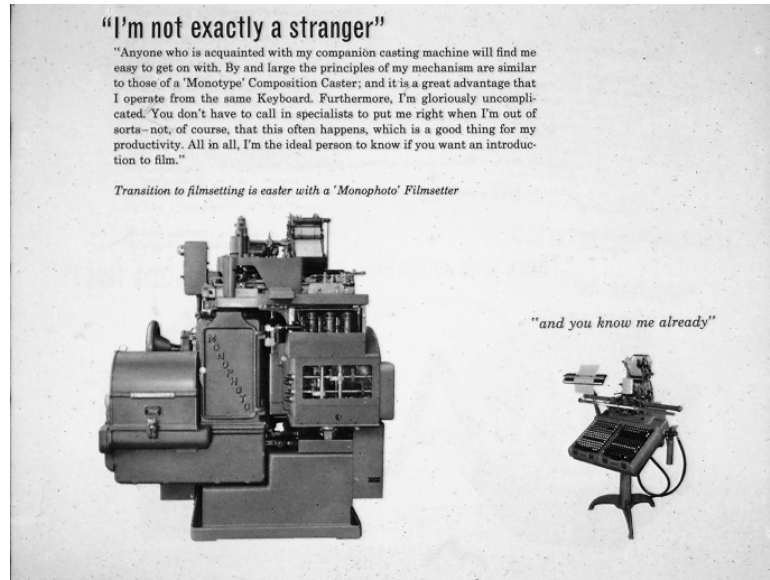 “I'm not exactly a stranger”
“Anyone who is acquainted with my companion casting machine will find me
easy to get on with. By and large the principles of my mechanism are similar
to those of a 'Monotype' Composition Caster; and it is a great advantage that
I operate from the same Keyboard. Furthermore, I'm gloriously uncompli-
cated. You don't have to call in specialists to put me right when I'm out of
sorts–not, of course, that this often happens, which is a good thing for my
productivity. All in all, I'm the ideal person to know if you want an introduc-
tion to film.”
Transition to filmsetting is easter with a 'Monophoto' Filmsetter
MONOPHOTO
“and you know me already”